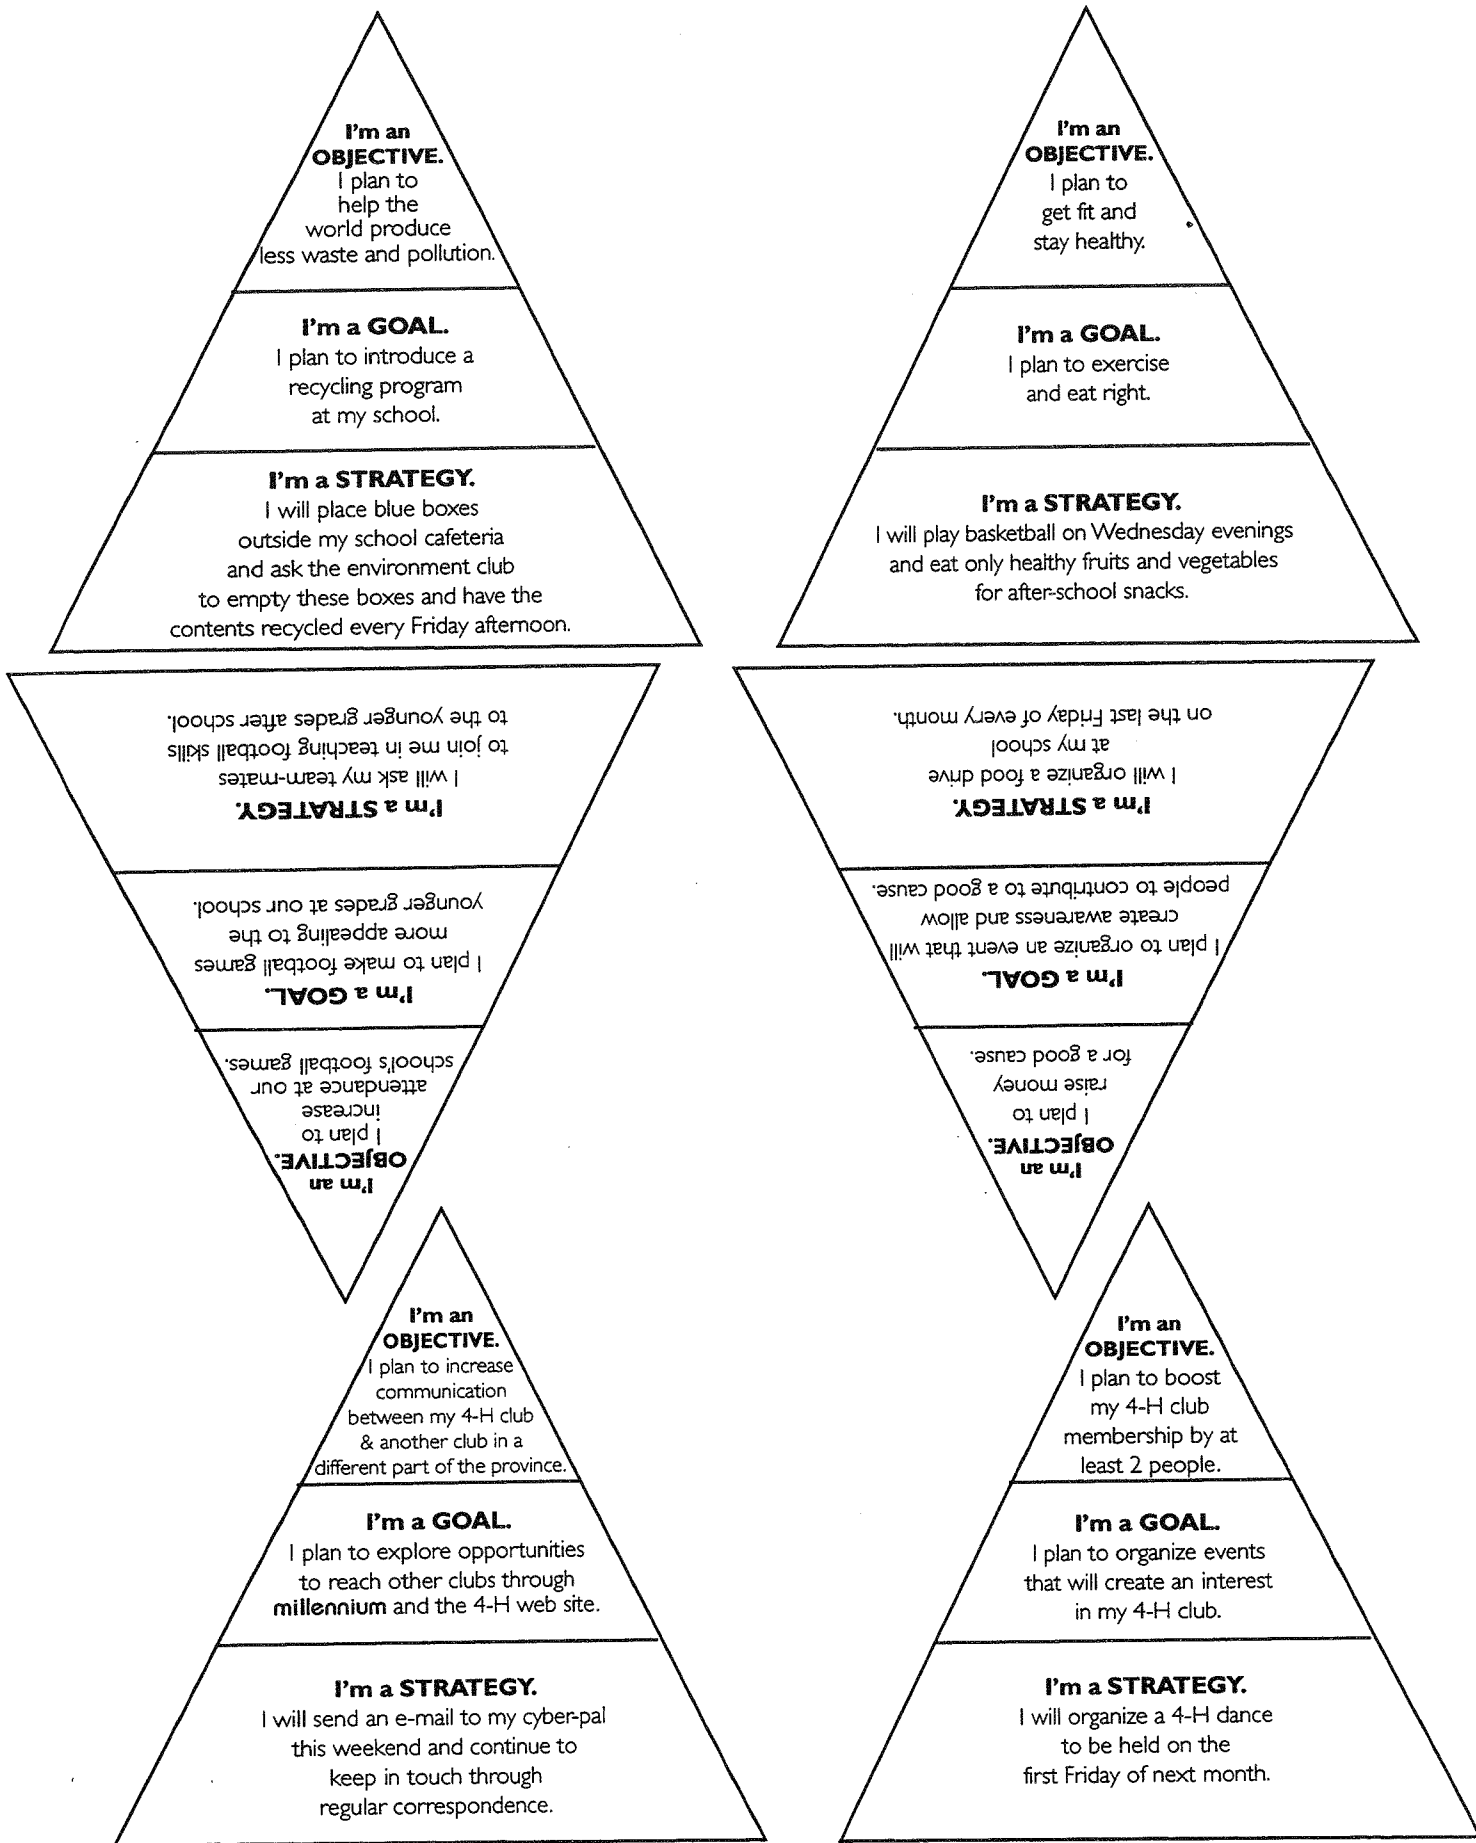 I'm an
OBJECTIVE.
I plan to
help the
world produce
less waste and pollution.
I'm a GOAL.
I plan to introduce a
recycling program
at my school.
I'm a STRATEGY.
I will place blue boxes
outside my school cafeteria
and ask the environment club
to empty these boxes and have the
contents recycled every Friday afternoon.
I'm an
OBJECTIVE.
I plan to
get fit and
stay healthy.
I'm a GOAL.
I plan to exercise
and eat right.
I'm a STRATEGY.
I will play basketball on Wednesday evenings
and eat only healthy fruits and vegetables
for after-school snacks.
I'm an
OBJECTIVE.
I plan to
increase
attendance at our
school's football games.
I'm a GOAL.
I plan to make football games
more appealing to the
younger grades at our school.
I'm a STRATEGY.
I will ask my team-mates
to join me in teaching football skills
to the younger grades after school.
I'm an
OBJECTIVE.
I plan to
raise money
for a good cause.
I'm a GOAL.
I plan to organize an event that will
create awareness and allow
people to contribute to a good cause.
I'm a STRATEGY.
I will organize a food drive
at my school
on the last Friday of every month.
I'm an
OBJECTIVE.
I plan to increase
communication
between my 4-H club
& another club in a
different part of the province.
I'm a GOAL.
I plan to explore opportunities
to reach other clubs through
millennium and the 4-H web site.
I'm a STRATEGY.
I will send an e-mail to my cyber-pal
this weekend and continue to
keep in touch through
regular correspondence.
I'm an
OBJECTIVE.
I plan to boost
my 4-H club
membership by at
least 2 people.
I'm a GOAL.
I plan to organize events
that will create an interest
in my 4-H club.
I'm a STRATEGY.
I will organize a 4-H dance
to be held on the
first Friday of next month.